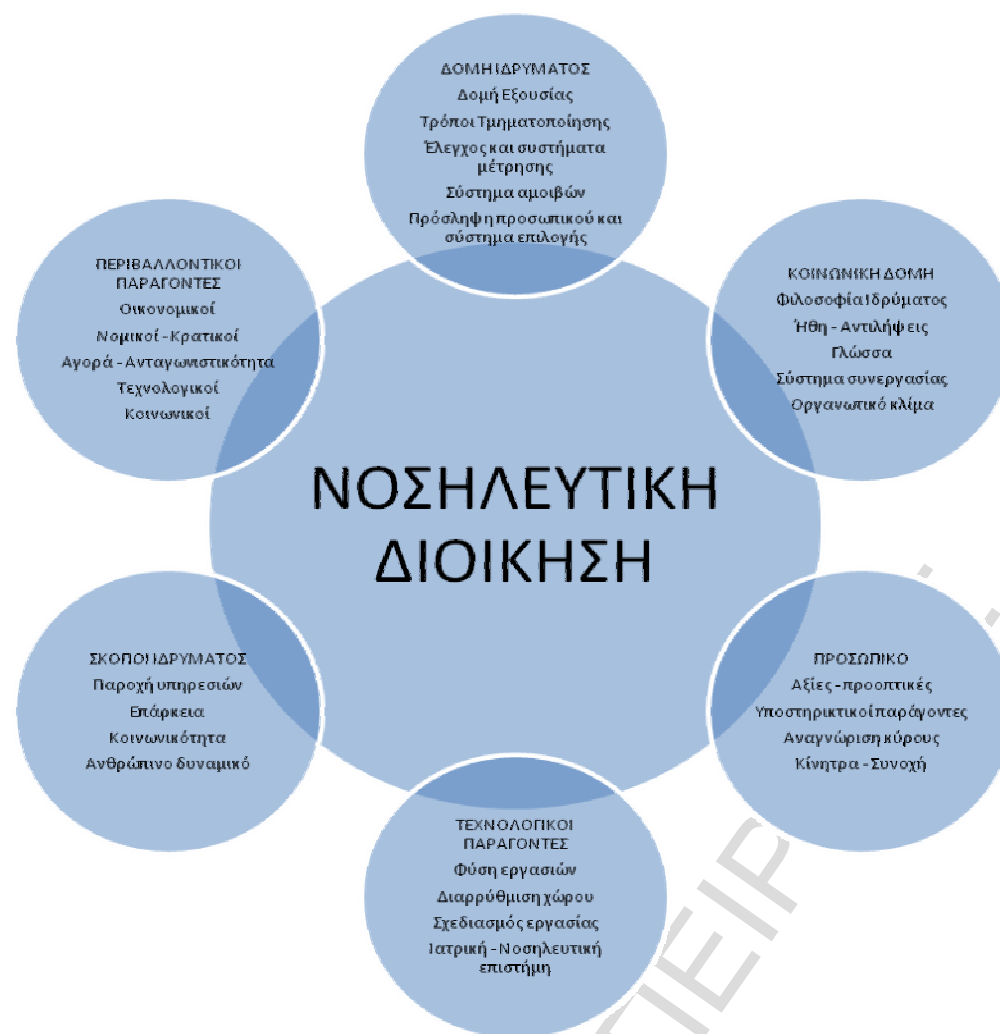 ΔΟΜΗ ΙΔΡΥΜΑΤΟΣ
Δομή Εξουσίας
Τρόποι Τμηματοποίησης
Έλεγχος και συστήματα
μέτρησης
Σύστημα αμοιβών
Πρόσληψη προσωπικού και
σύστημα επιλογής
ΚΟΙΝΩΝΙΚΗ ΔΟΜΗ
Φιλοσοφία Ιδρύματος
Ήθη - Αντιλήψεις
Γλώσσα
Σύστημα συνεργασίας
Οργανωτικό κλίμα
ΠΡΟΣΩΠΙΚΟ
Αξίες - προοπτικές
Υποστηρικτικοί παράγοντες
Αναγνώριση κύρους
Κίνητρα - Συνοχή
ΤΕΧΝΟΛΟΓΙΚΟΙ
ΠΑΡΑΓΟΝΤΕΣ
Φύση εργασιών
Διαρρύθμιση χώρου
Σχεδιασμός εργασίας
Ιατρική - Νοσηλευτική
επιστήμη
ΣΚΟΠΟΙ ΙΔΡΥΜΑΤΟΣ
Παροχή υπηρεσιών
Επάρκεια
Κοινωνικότητα
Ανθρώπινο δυναμικό
ΠΕΡΙΒΑΛΛΟΝΤΙΚΟΙ
ΠΑΡΑΓΟΝΤΕΣ
Οικονομικοί
Νομικοί - Κρατικοί
Αγορά - Ανταγωνιστικότητα
Τεχνολογικοί
Κοινωνικοί
ΝΟΣΗΛΕΥΤΙΚΗ
ΔΙΟΙΚΗΣΗ